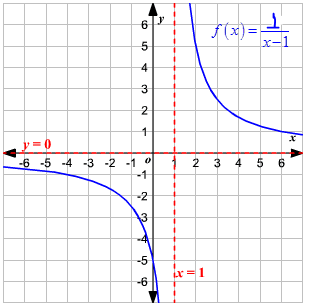 6 y
5
4
3
2
1
f(x) = 1/(x-1)
x
y = 0
-6 -5 -4 -3 -2 -1 o 1 2 3 4 5 6
-1
-2
-3
-4
-5
-6
x = 1